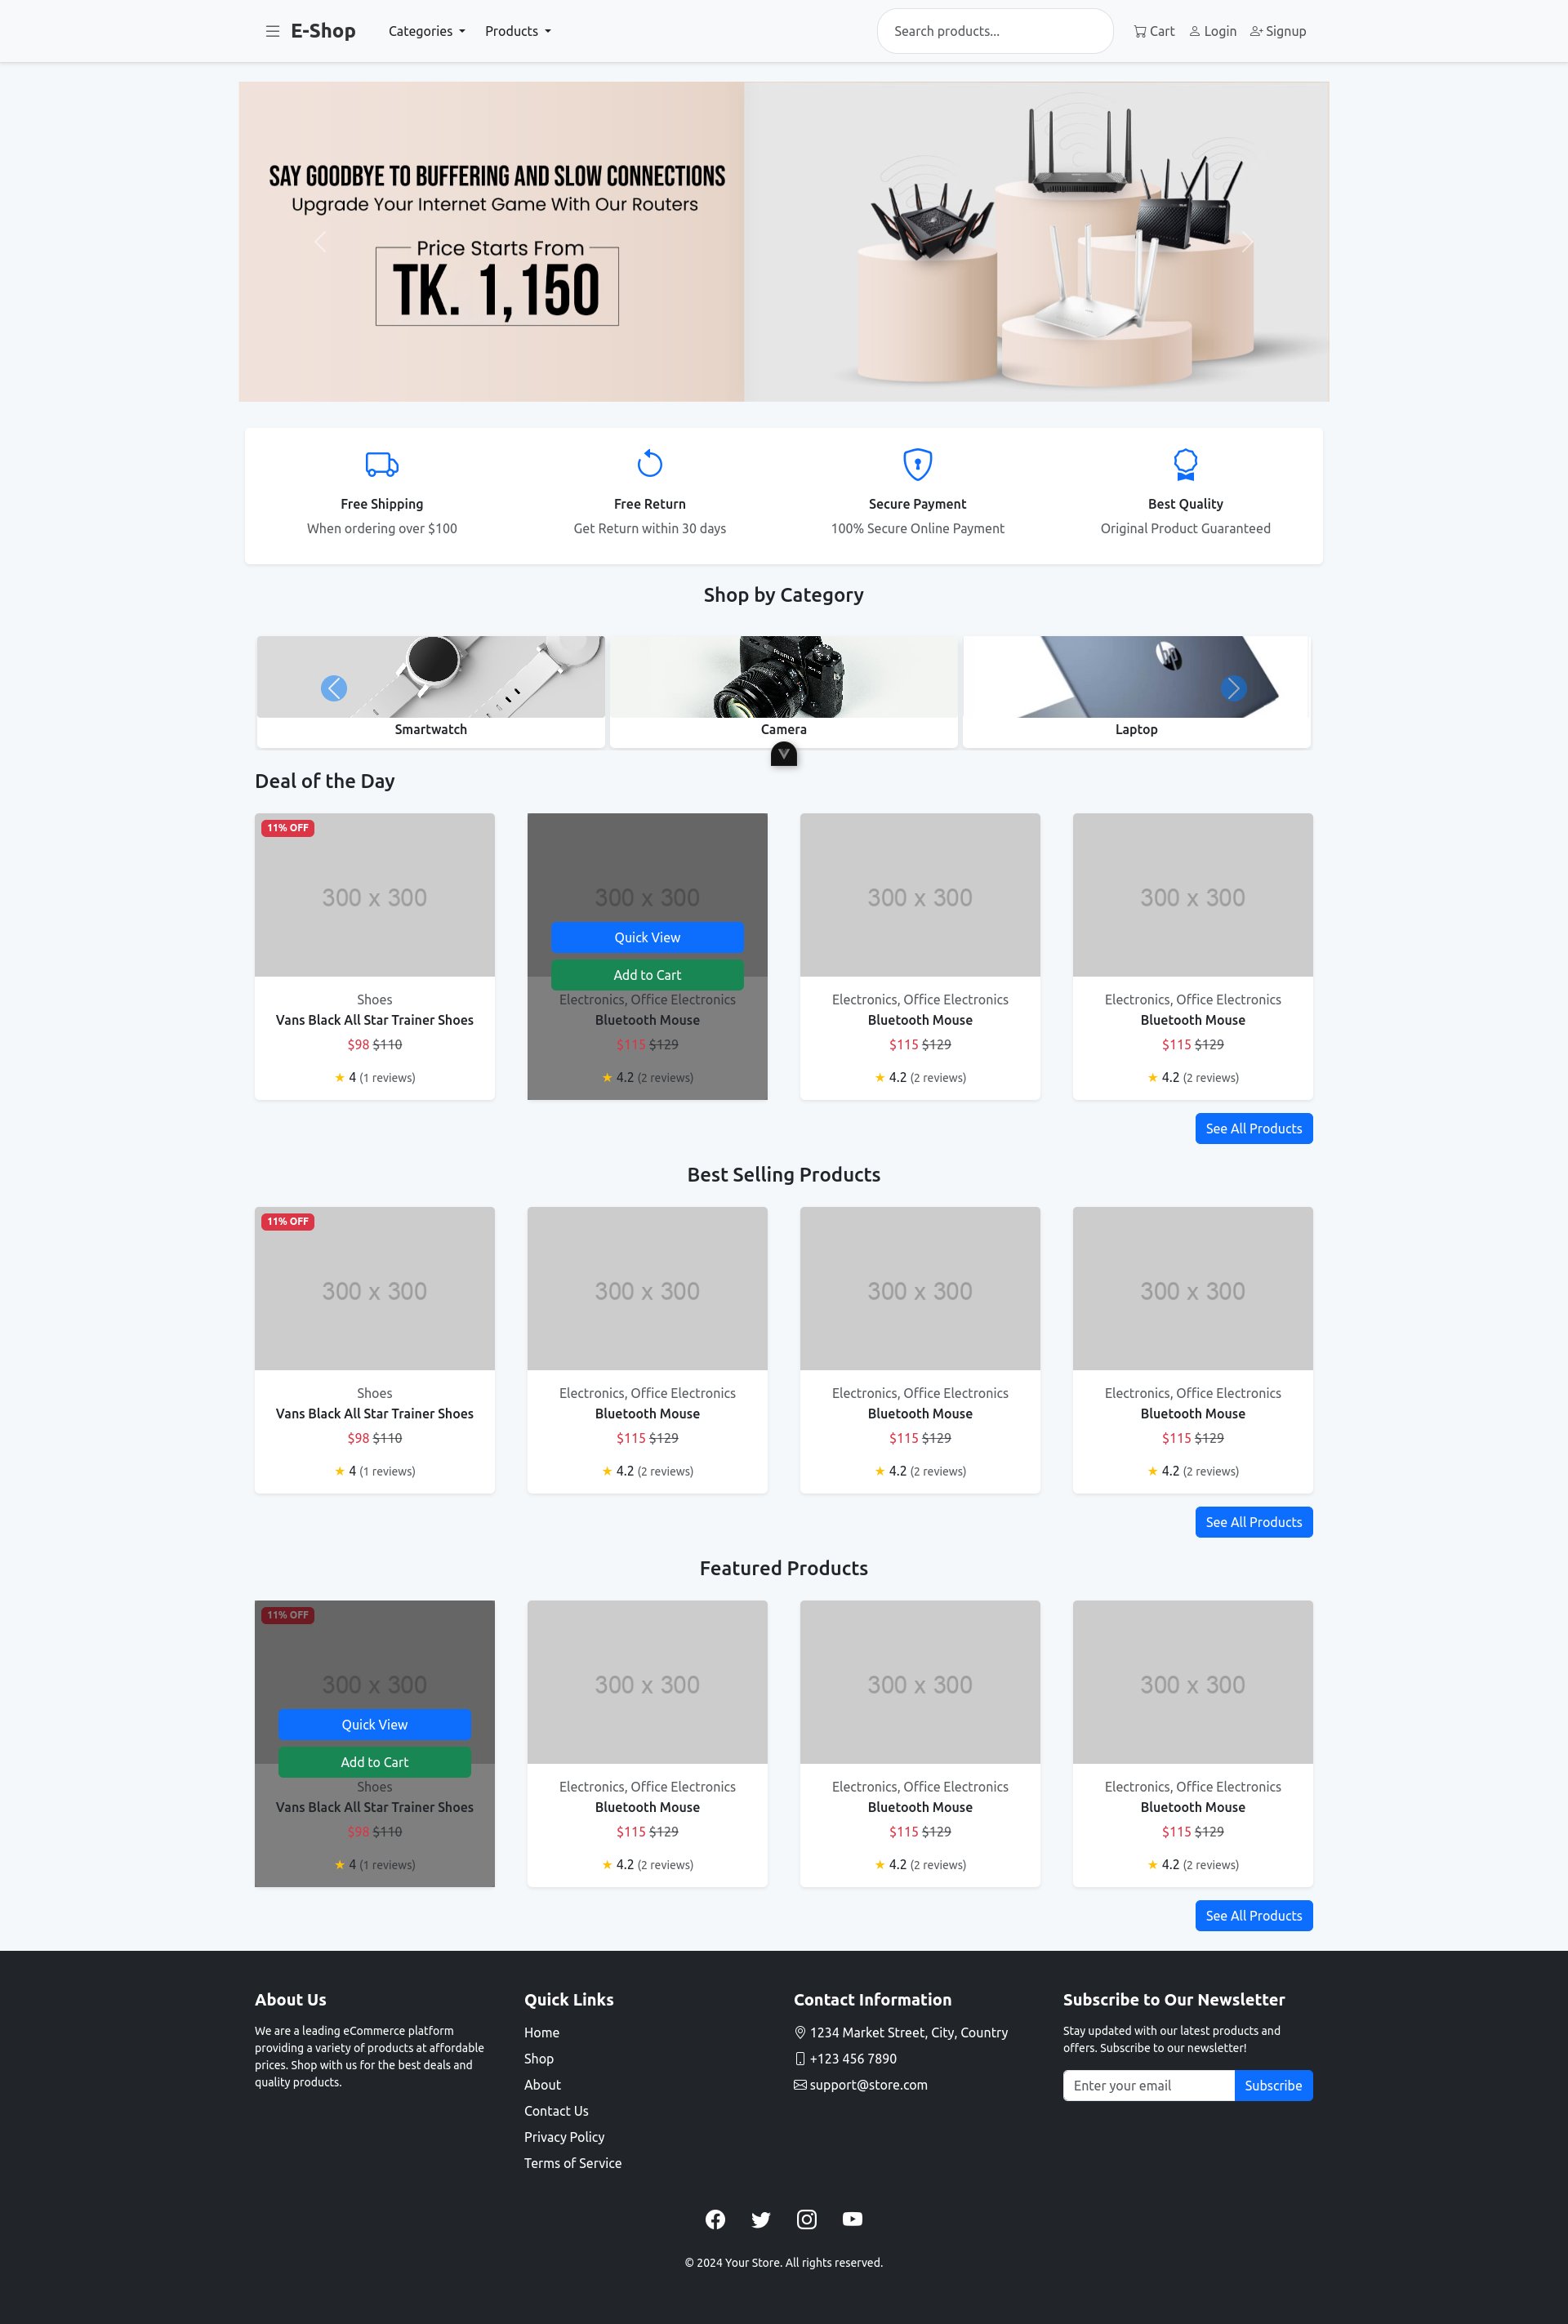 E-Shop
Categories
Products
Search products...
Cart
Login
Signup
SAY GOODBYE TO BUFFERING AND SLOW CONNECTIONS
Upgrade Your Internet Game With Our Routers
Price Starts From
TK. 1,150
Free Shipping
When ordering over $100
Free Return
Get Return within 30 days
Secure Payment
100% Secure Online Payment
Best Quality
Original Product Guaranteed
Shop by Category
hp
Smartwatch
Camera
Laptop
Deal of the Day
11% OFF
300 x 300
Shoes
Vans Black All Star Trainer Shoes
$98 $110
★ 4 (1 reviews)
300 x 300
Quick View
Add to Cart
Electronics, Office Electronics
Bluetooth Mouse
$115 $129
★ 4.2 (2 reviews)
300 x 300
Electronics, Office Electronics
Bluetooth Mouse
$115 $129
★ 4.2 (2 reviews)
300 x 300
Electronics, Office Electronics
Bluetooth Mouse
$115 $129
★ 4.2 (2 reviews)
See All Products
Best Selling Products
11% OFF
300 x 300
Shoes
Vans Black All Star Trainer Shoes
$98 $110
★ 4 (1 reviews)
300 x 300
Electronics, Office Electronics
Bluetooth Mouse
$115 $129
★ 4.2 (2 reviews)
300 x 300
Electronics, Office Electronics
Bluetooth Mouse
$115 $129
★ 4.2 (2 reviews)
300 x 300
Electronics, Office Electronics
Bluetooth Mouse
$115 $129
★ 4.2 (2 reviews)
See All Products
Featured Products
11% OFF
300 x 300
Quick View
Add to Cart
Shoes
Vans Black All Star Trainer Shoes
$98 $110
★ 4 (1 reviews)
300 x 300
Electronics, Office Electronics
Bluetooth Mouse
$115 $129
★ 4.2 (2 reviews)
300 x 300
Electronics, Office Electronics
Bluetooth Mouse
$115 $129
★ 4.2 (2 reviews)
300 x 300
Electronics, Office Electronics
Bluetooth Mouse
$115 $129
★ 4.2 (2 reviews)
See All Products
About Us
We are a leading eCommerce platform
providing a variety of products at affordable
prices. Shop with us for the best deals and
quality products.
Quick Links
Home
Shop
About
Contact Us
Privacy Policy
Terms of Service
Contact Information
1234 Market Street, City, Country
+123 456 7890
support@store.com
Subscribe to Our Newsletter
Stay updated with our latest products and
offers. Subscribe to our newsletter!
Enter your email
Subscribe
© 2024 Your Store. All rights reserved.